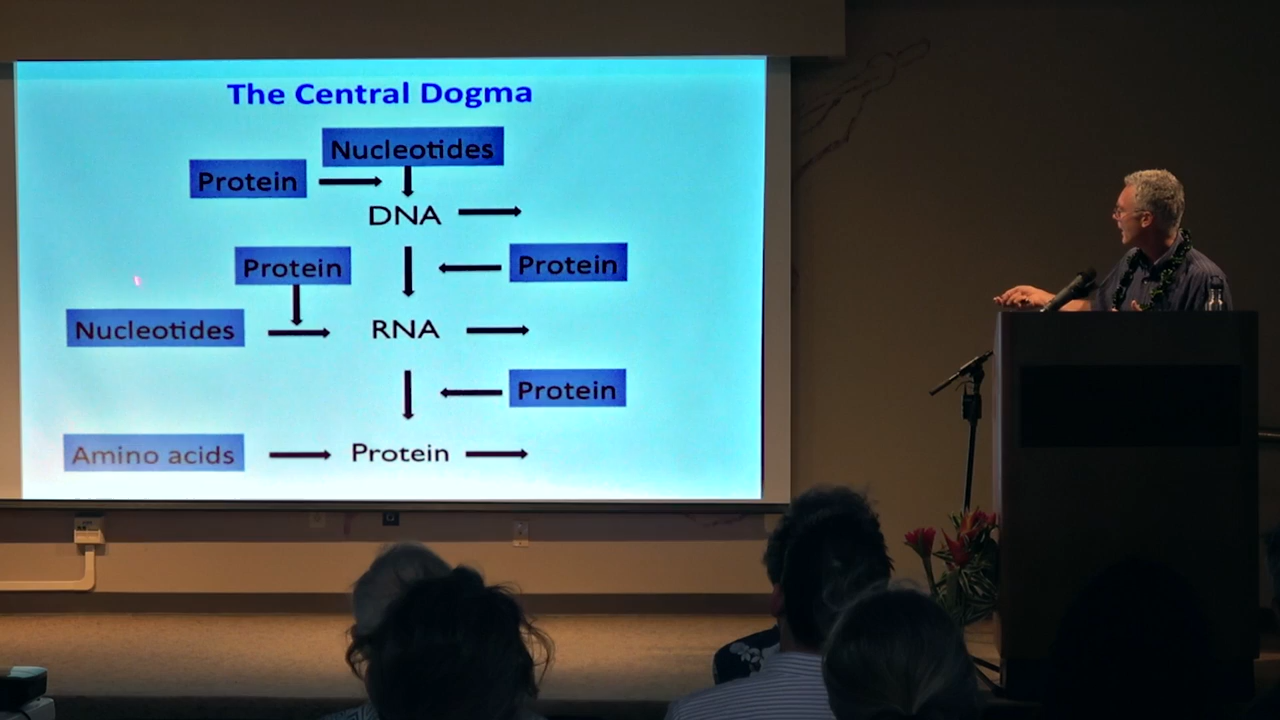 The Central Dogma
Nucleotides
Protein
DNA
Protein
Protein
Nucleotides
RNA
Protein
Amino acids
Protein